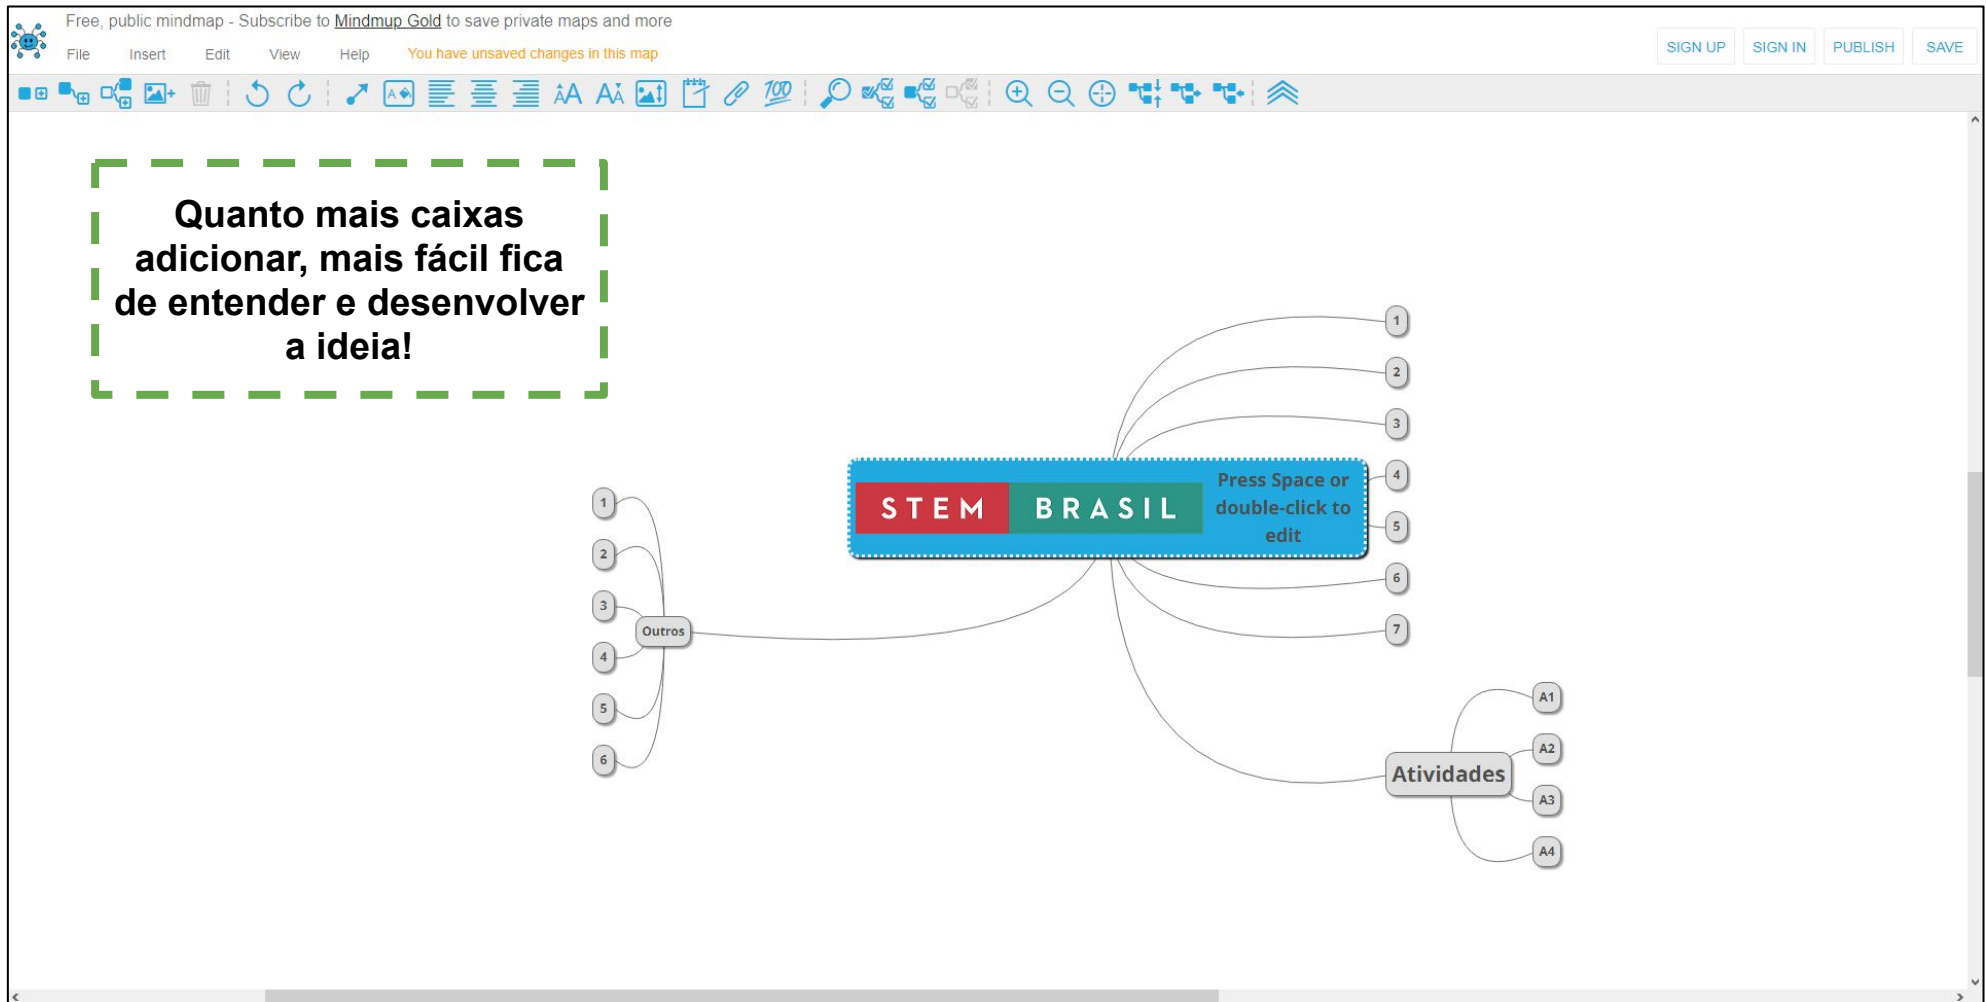 Free, public mindmap - Subscribe to Mindmup Gold to save private maps and more
File Insert Edit View Help You have unsaved changes in this map
SIGN UP SIGN IN PUBLISH SAVE
A AA AA 100
Quanto mais caixas
adicionar, mais fácil fica
de entender e desenvolver
a ideia!
STEM BRASIL
Press Space or
double-click to
edit
1
2
3
4
5
6
7
Outros
1
2
3
4
5
6
Atividades
A1
A2
A3
A4